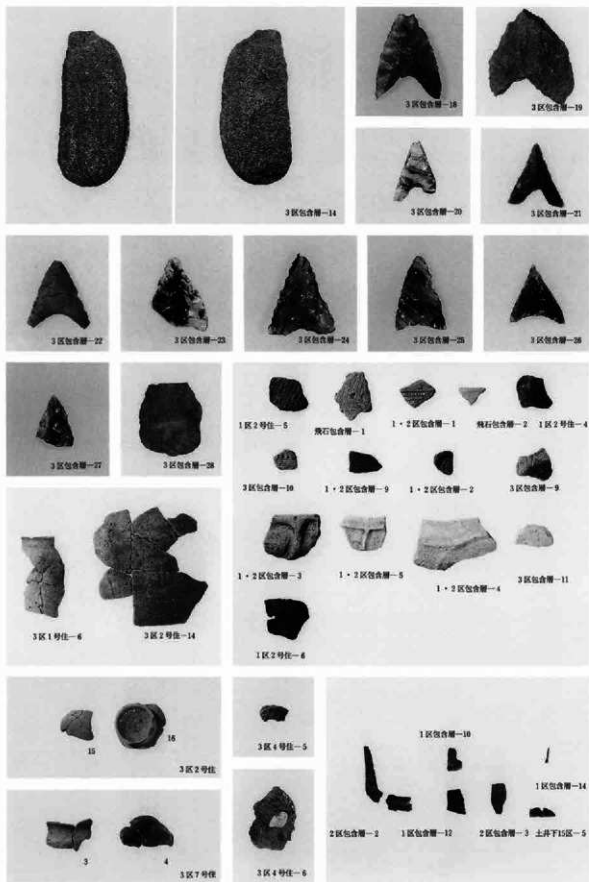 3区包含層-14
3区包含層-18
3区包含層-19
3区包含層-20
3区包含層-21
3区包含層-22
3区包含層-23
3区包含層-24
3区包含層-25
3区包含層-26
3区包含層-27
3区包含層-28
1区2号住-5
飛石包含層-1
1・2区包含層-1
飛石包含層-2
1区2号住-4
3区包含層-10
1・2区包含層-9
1・2区包含層-2
3区包含層-9
1・2区包含層-3
1・2区包含層-5
1・2区包含層-4
3区包含層-11
1区2号住-6
3区1号住-6
3区2号住-14
15
16
3区2号住
3区4号住-5
3
4
3区7号住
3区4号住-6
1区包含層-10
1区包含層-14
2区包含層-2
1区包含層-12
2区包含層-3
土井下15区-5